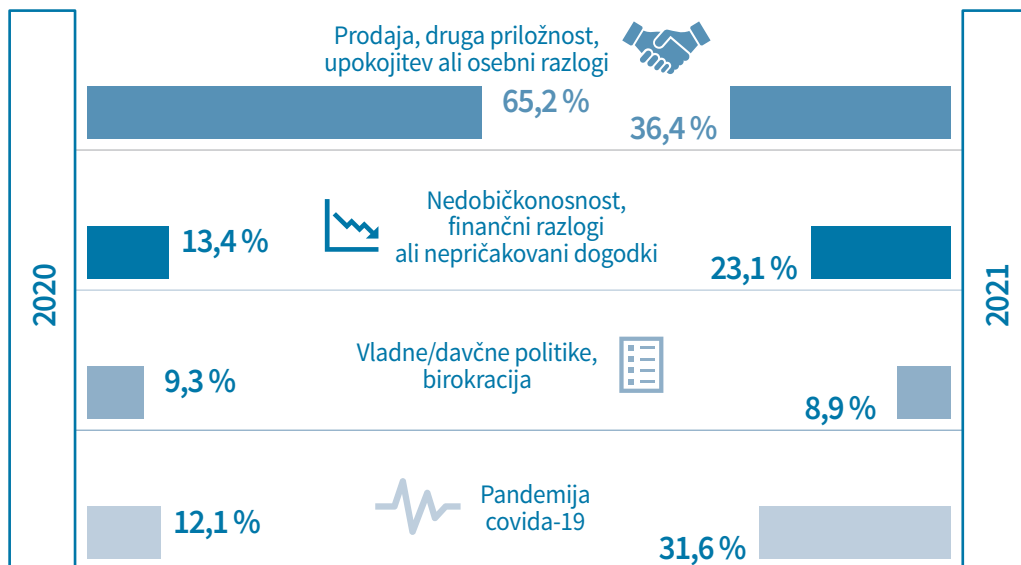 Prodaja, druga priložnost,
upokojitev ali osebni razlogi
65,2 %
36,4 %
Nedobičkonosnost,
finančni razlogi
ali nepričakovani dogodki
13,4 %
23,1 %
2020
2021
Vladne/davčne politike,
birokracija
9,3 %
8,9 %
Pandemija
covida-19
12,1 %
31,6 %